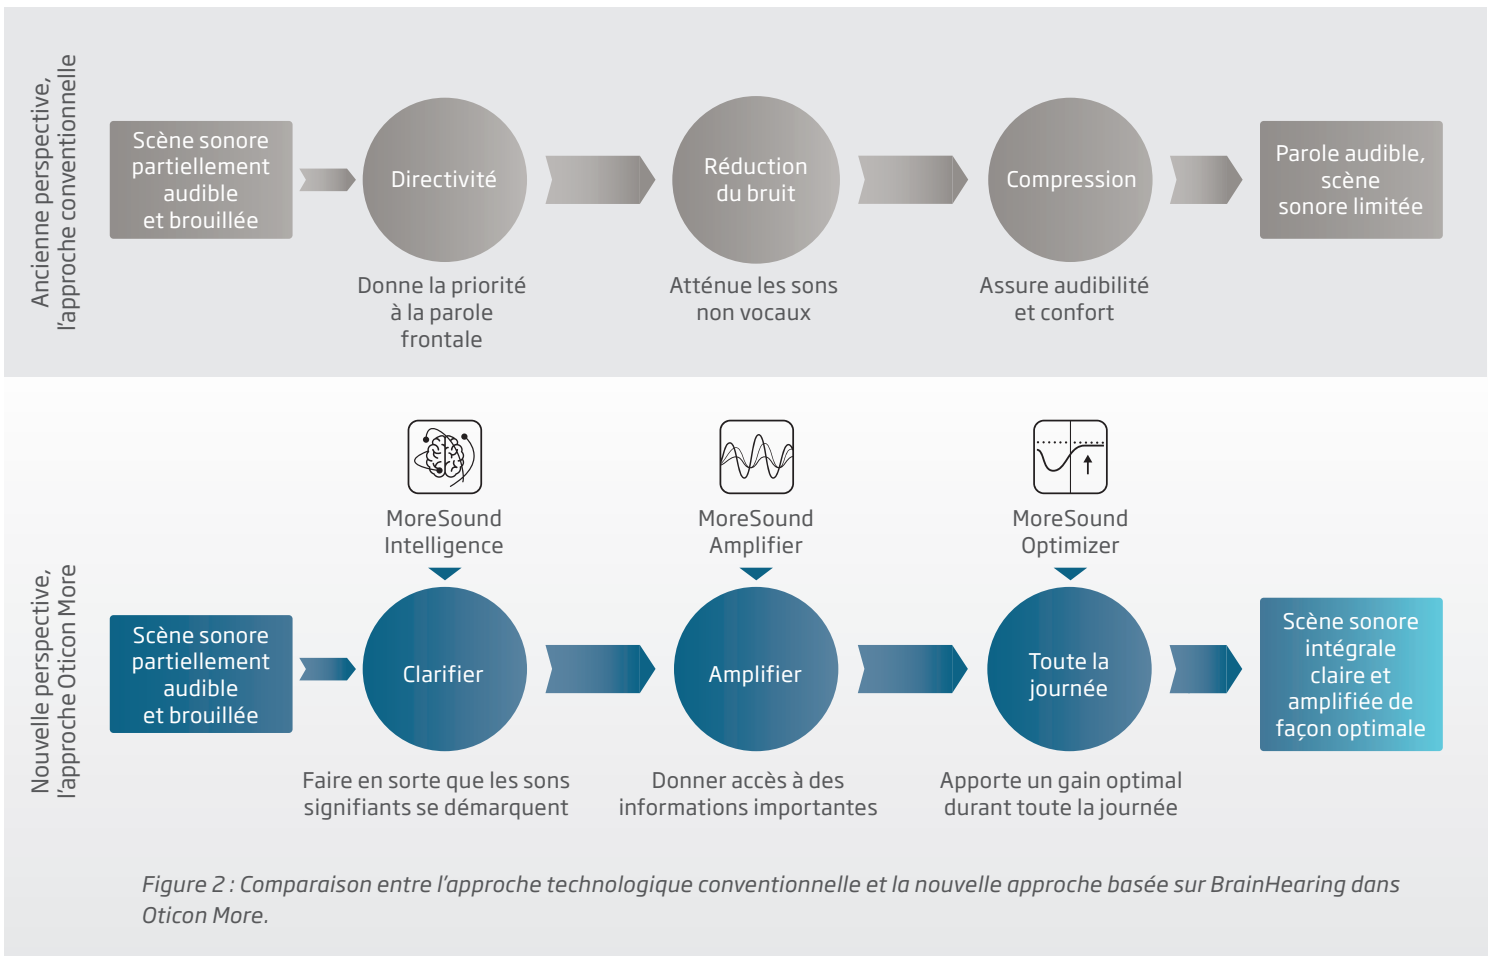 Ancienne perspective,
l'approche conventionnelle
Scène sonore
partiellement
audible
et brouillée
Directivité
Réduction
du bruit
Compression
Parole audible,
scène
sonore limitée
Donne la priorité
à la parole
frontale
Atténue les sons
non vocaux
Assure audibilité
et confort
MoreSound
Intelligence
MoreSound
Amplifier
MoreSound
Optimizer
Nouvelle perspective,
l'approche Oticon More
Scène sonore
partiellement
audible
et brouillée
Clarifier
Amplifier
Toute la
journée
Scène sonore
intégrale
claire et
amplifiée de
façon optimale
Faire en sorte que les sons
signifiants se démarquent
Donner accès à des
informations importantes
Apporte un gain optimal
durant toute la journée
Figure 2 : Comparaison entre l'approche technologique conventionnelle et la nouvelle approche basée sur BrainHearing dans
Oticon More.